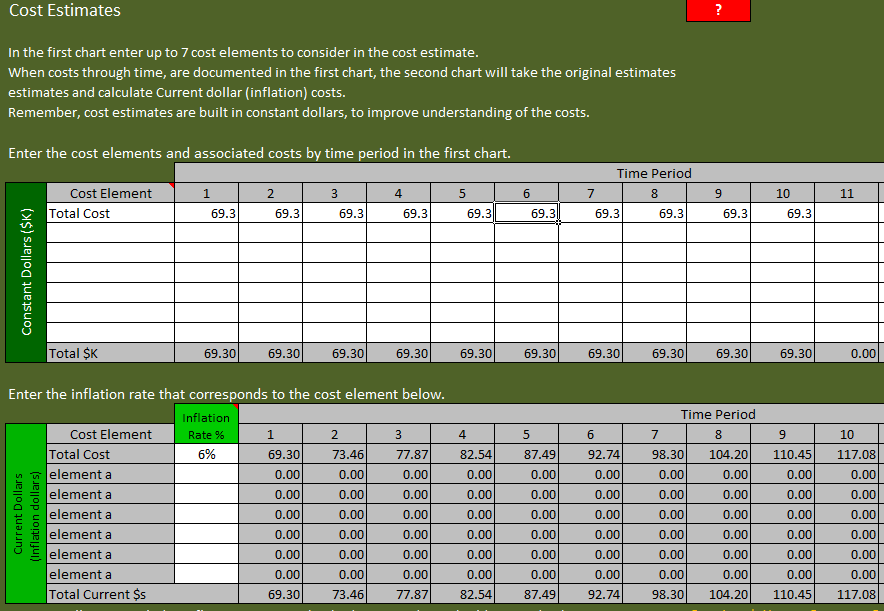 Cost Estimates
?
In the first chart enter up to 7 cost elements to consider in the cost estimate.
When costs through time, are documented in the first chart, the second chart will take the original estimates
estimates and calculate Current dollar (inflation) costs.
Remember, cost estimates are built in constant dollars, to improve understanding of the costs.
Enter the cost elements and associated costs by time period in the first chart.
Time Period
Cost Element 1 2 3 4 5 6 7 8 9 10 11
Constant Dollars ($K)
Total Cost 69.3 69.3 69.3 69.3 69.3 69.3 69.3 69.3 69.3 69.3
Total $K 69.30 69.30 69.30 69.30 69.30 69.30 69.30 69.30 69.30 69.30 0.00
Enter the inflation rate that corresponds to the cost element below.
Inflation Time Period
Cost Element Rate % 1 2 3 4 5 6 7 8 9 10
Current Dollars
(Inflation dollars)
Total Cost 6% 69.30 73.46 77.87 82.54 87.49 92.74 98.30 104.20 110.45 117.08
element a 0.00 0.00 0.00 0.00 0.00 0.00 0.00 0.00 0.00 0.00
element a 0.00 0.00 0.00 0.00 0.00 0.00 0.00 0.00 0.00 0.00
element a 0.00 0.00 0.00 0.00 0.00 0.00 0.00 0.00 0.00 0.00
element a 0.00 0.00 0.00 0.00 0.00 0.00 0.00 0.00 0.00 0.00
element a 0.00 0.00 0.00 0.00 0.00 0.00 0.00 0.00 0.00 0.00
element a 0.00 0.00 0.00 0.00 0.00 0.00 0.00 0.00 0.00 0.00
Total Current $s 69.30 73.46 77.87 82.54 87.49 92.74 98.30 104.20 110.45 117.08